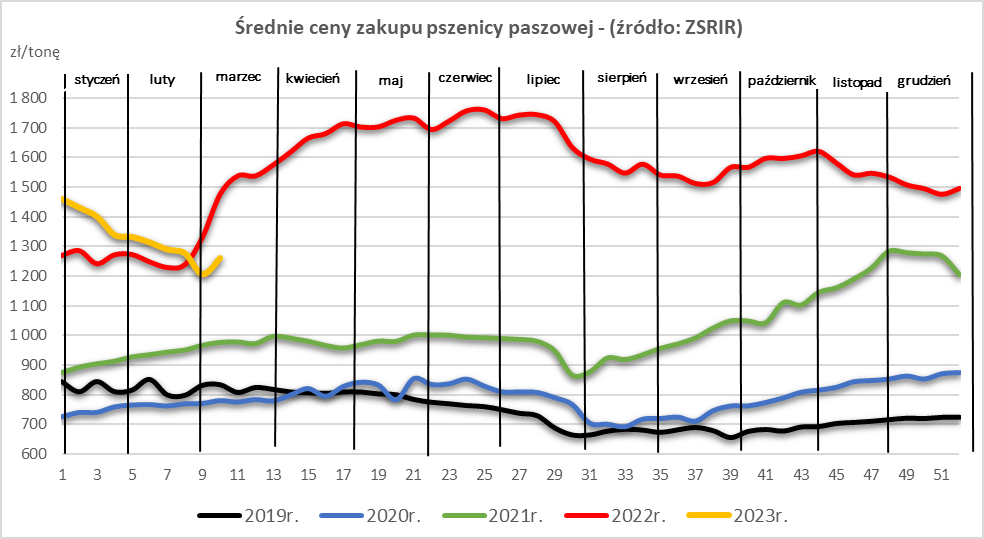 Średnie ceny zakupu pszenicy paszowej - (źródło: ZSRIR)
zł/tonę
styczeń luty marzec kwiecień maj czerwiec lipiec sierpień wrzesień październik listopad grudzień
1 800
1 700
1 600
1 500
1 400
1 300
1 200
1 100
1 000
900
800
700
600
1 3 5 7 9 11 13 15 17 19 21 23 25 27 29 31 33 35 37 39 41 43 45 47 49 51
2019r. 2020r. 2021r. 2022r. 2023r.